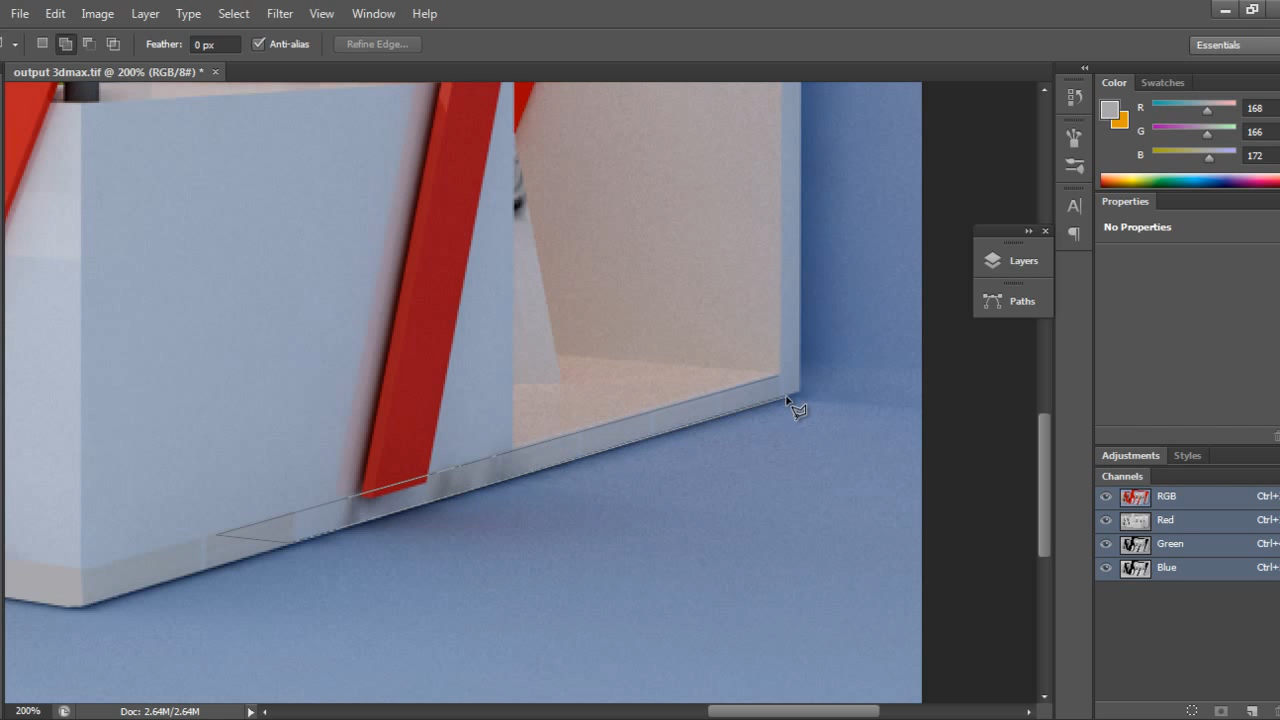 File Edit Image Layer Type Select Filter View Window Help
Feather: 0 px Anti-alias Refine Edge... Essentials
output 3dmax.tif @ 200% (RGB/8#) * ×
Color Swatches
R 168
G 166
B 172
Properties
No Properties
Layers
Paths
Adjustments Styles
Channels
RGB Ctrl+
Red Ctrl+
Green Ctrl+
Blue Ctrl+
200% Doc: 2.64M/2.64M